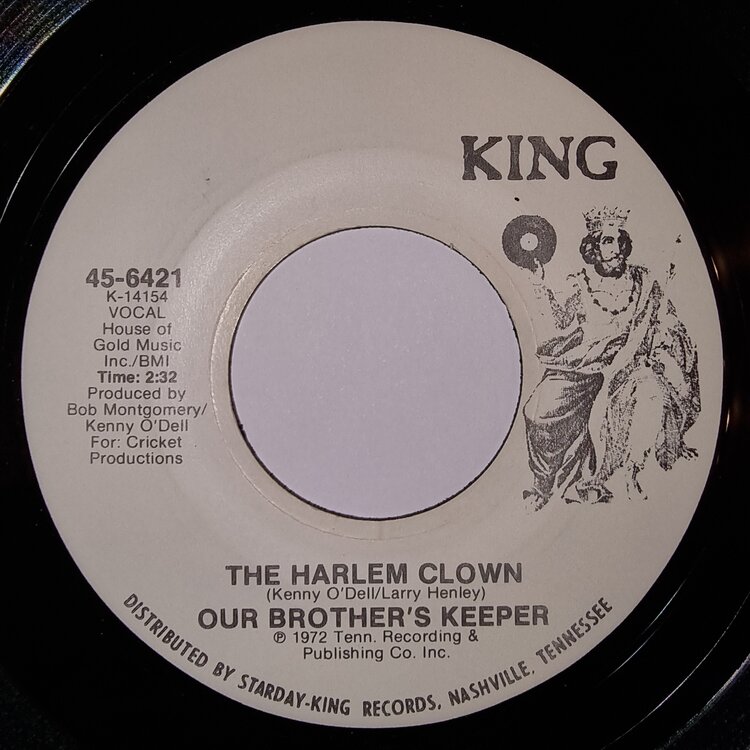 KING
45-6421
K-14154
VOCAL
House of
Gold Music
Inc./BMI
Time: 2:32
Produced by
Bob Montgomery/
Kenny O'Dell
For: Cricket
Productions
THE HARLEM CLOWN
(Kenny O'Dell/Larry Henley)
OUR BROTHER'S KEEPER
℗ 1972 Tenn. Recording &
Publishing Co. Inc.
DISTRIBUTED BY STARDAY-KING RECORDS, NASHVILLE, TENNESSEE